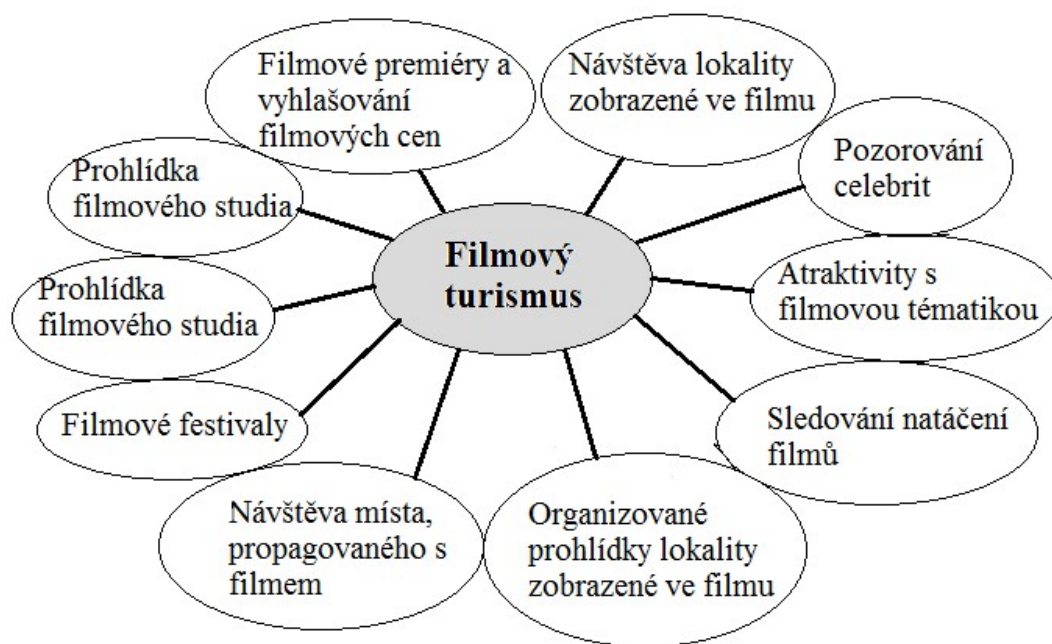 Filmové premiéry a
vyhlašování
filmových cen
Návštěva lokality
zobrazené ve filmu
Pozorování
celebrit
Prohlídka
filmového studia
Filmový
turismus
Atraktivity s
filmovou tématikou
Prohlídka
filmového studia
Filmové festivaly
Sledování natáčení
filmů
Návštěva místa,
propagovaného s
filmem
Organizované
prohlídky lokality
zobrazené ve filmu